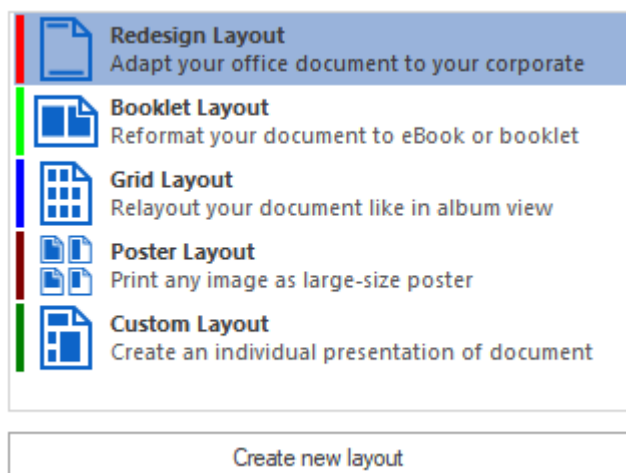 Redesign Layout
Adapt your office document to your corporate
Booklet Layout
Reformat your document to eBook or booklet
Grid Layout
Relayout your document like in album view
Poster Layout
Print any image as large-size poster
Custom Layout
Create an individual presentation of document
Create new layout